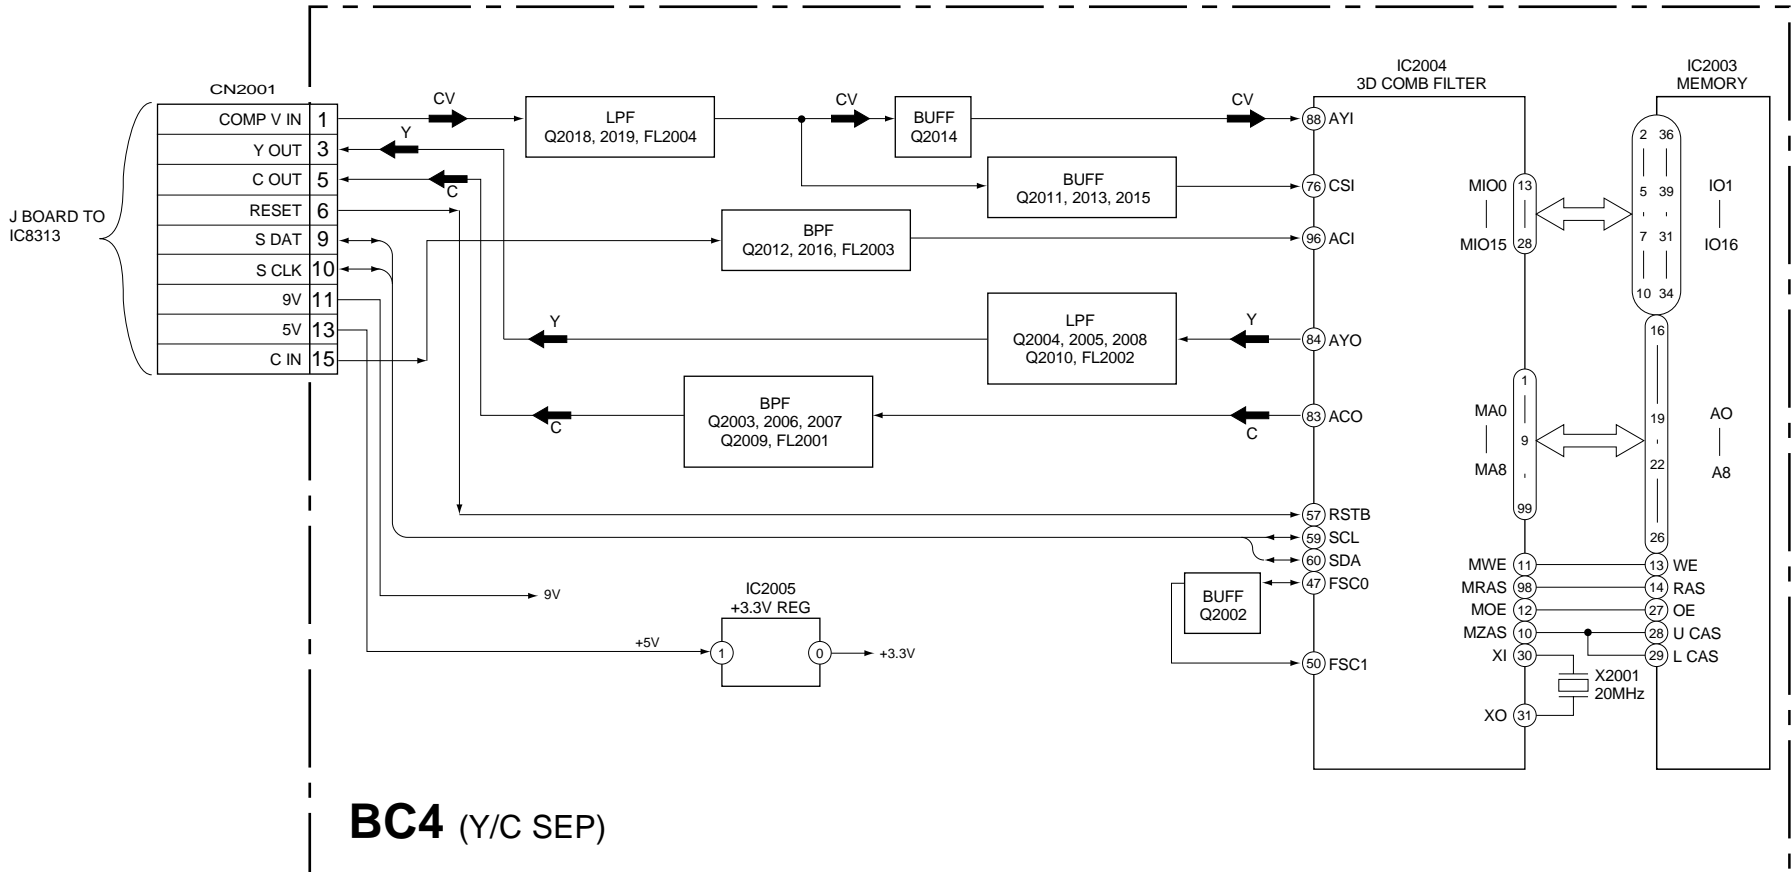 CN2001
J BOARD TO
IC8313
COMP V IN 1
Y OUT 3
C OUT 5
RESET 6
S DAT 9
S CLK 10
9V 11
5V 13
C IN 15
CV
Y
C
LPF
Q2018, 2019, FL2004
CV
BUFF
Q2014
CV
BUFF
Q2011, 2013, 2015
BPF
Q2012, 2016, FL2003
Y
LPF
Q2004, 2005, 2008
Q2010, FL2002
Y
C
BPF
Q2003, 2006, 2007
Q2009, FL2001
C
9V
+5V
IC2005
+3.3V REG
1
0
+3.3V
BUFF
Q2002
IC2004
3D COMB FILTER
88 AYI
76 CSI
96 ACI
84 AYO
83 ACO
57 RSTB
59 SCL
60 SDA
47 FSC0
50 FSC1
MIO0 13
MIO15 28
MA0 1
9
MA8
99
MWE 11
MRAS 98
MOE 12
MZAS 10
XI 30
XO 31
X2001
20MHz
IC2003
MEMORY
2 36
5 39
7 31
10 34
IO1
IO16
16
19
22
26
AO
A8
13 WE
14 RAS
27 OE
28 U CAS
29 L CAS
BC4 (Y/C SEP)